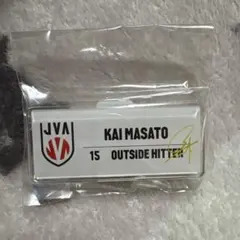 JVA
KAI MASATO
15 OUTSIDE HITTER